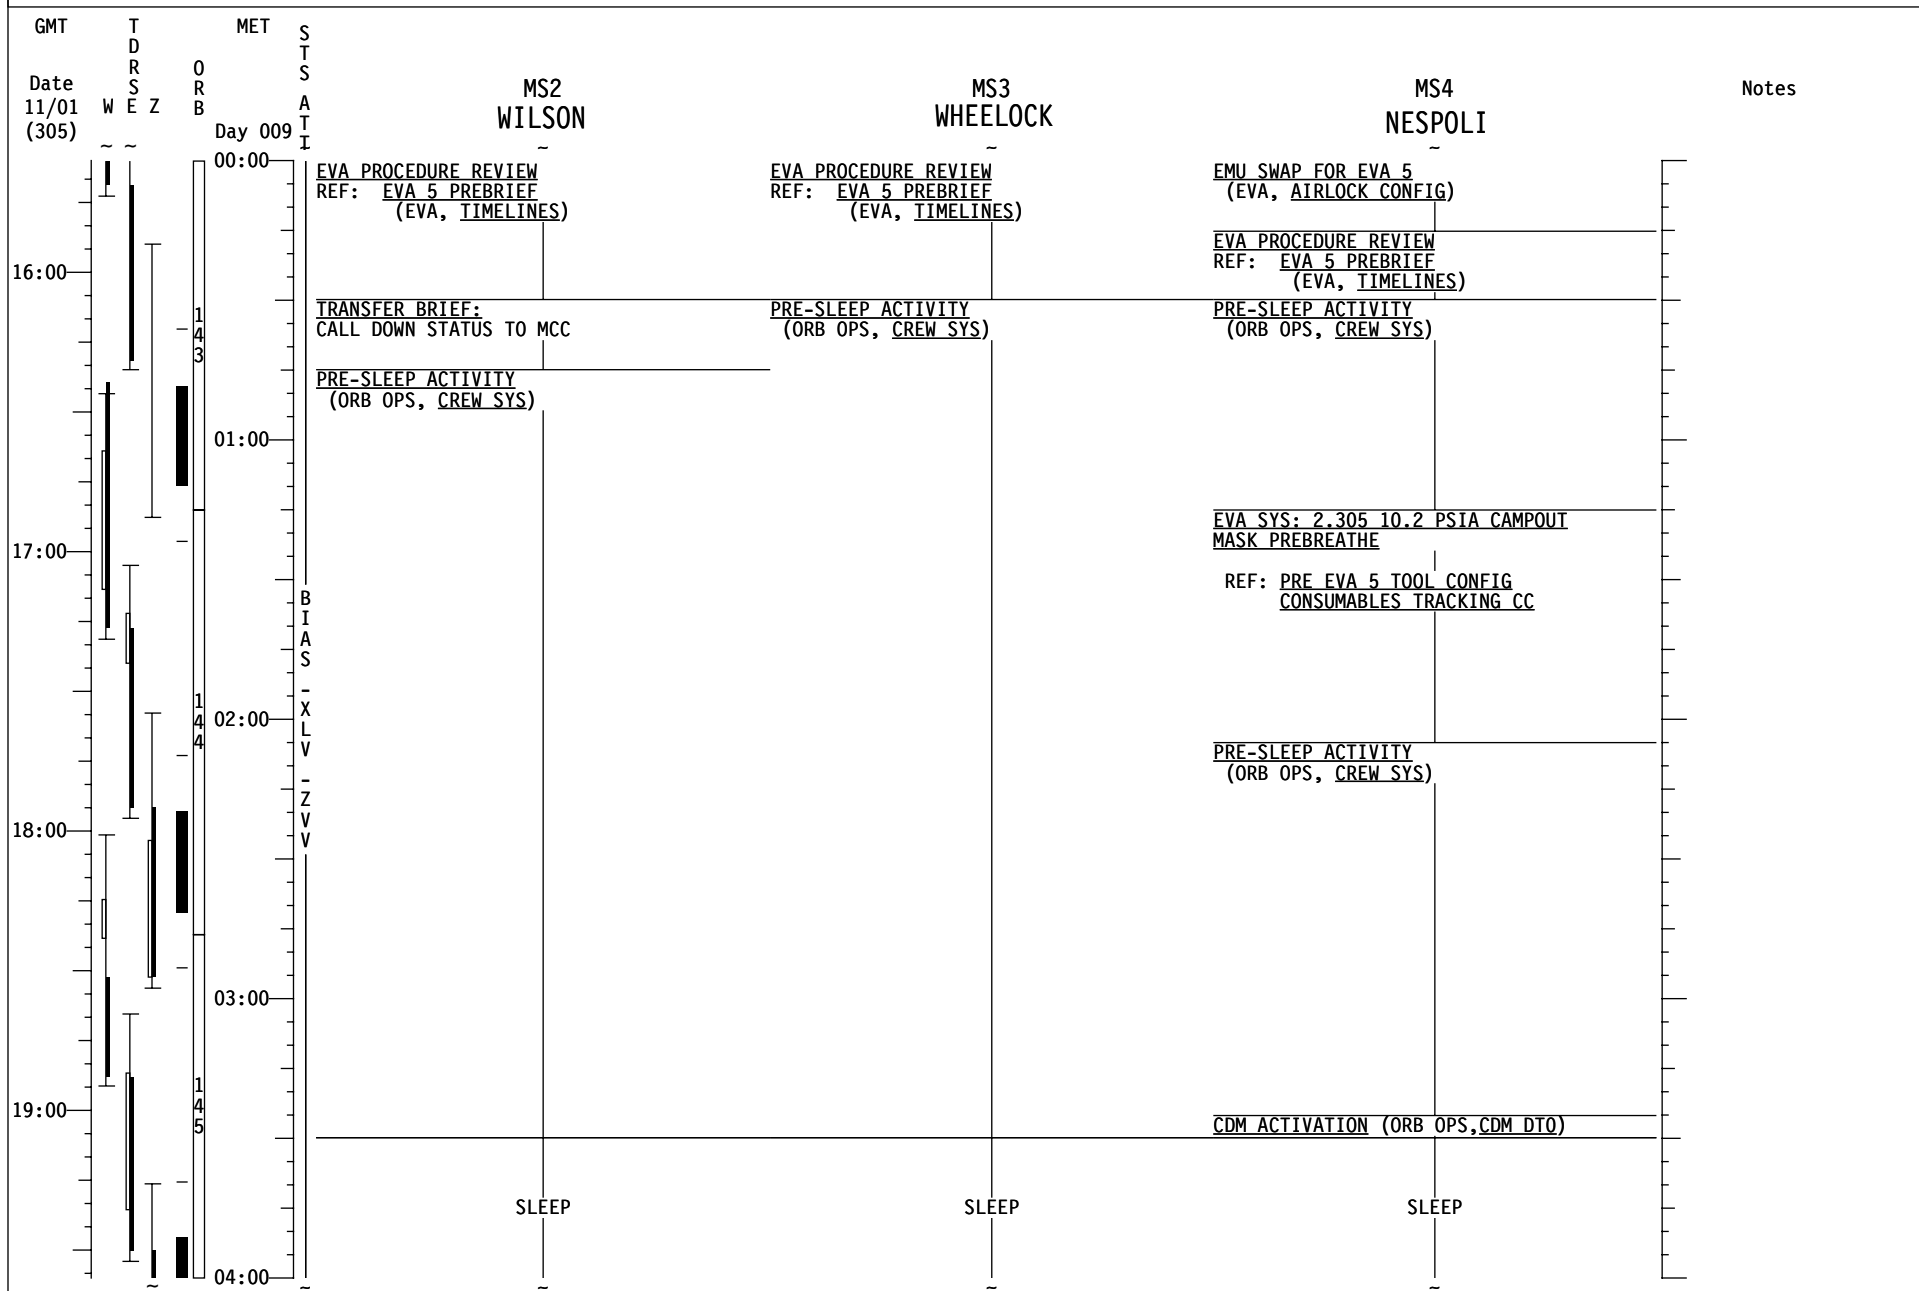 GMT
TDRS
MET
STS ATT
ORB
Date
11/01
(305)
W E Z
Day 009
MS2
WILSON
MS3
WHEELOCK
MS4
NESPOLI
Notes
~ ~ ~ ~ ~ ~
00:00
EVA PROCEDURE REVIEW
REF: EVA 5 PREBRIEF
(EVA, TIMELINES)
EVA PROCEDURE REVIEW
REF: EVA 5 PREBRIEF
(EVA, TIMELINES)
EMU SWAP FOR EVA 5
(EVA, AIRLOCK CONFIG)
EVA PROCEDURE REVIEW
REF: EVA 5 PREBRIEF
(EVA, TIMELINES)
16:00
143
TRANSFER BRIEF:
CALL DOWN STATUS TO MCC
PRE-SLEEP ACTIVITY
(ORB OPS, CREW SYS)
PRE-SLEEP ACTIVITY
(ORB OPS, CREW SYS)
PRE-SLEEP ACTIVITY
(ORB OPS, CREW SYS)
01:00
EVA SYS: 2.305 10.2 PSIA CAMPOUT
MASK PREBREATHE
REF: PRE EVA 5 TOOL CONFIG
CONSUMABLES TRACKING CC
17:00
BIAS -XLV -ZVV
144
02:00
PRE-SLEEP ACTIVITY
(ORB OPS, CREW SYS)
18:00
03:00
145
19:00
CDM ACTIVATION (ORB OPS,CDM DTO)
SLEEP
SLEEP
SLEEP
04:00
~ ~ ~ ~ ~